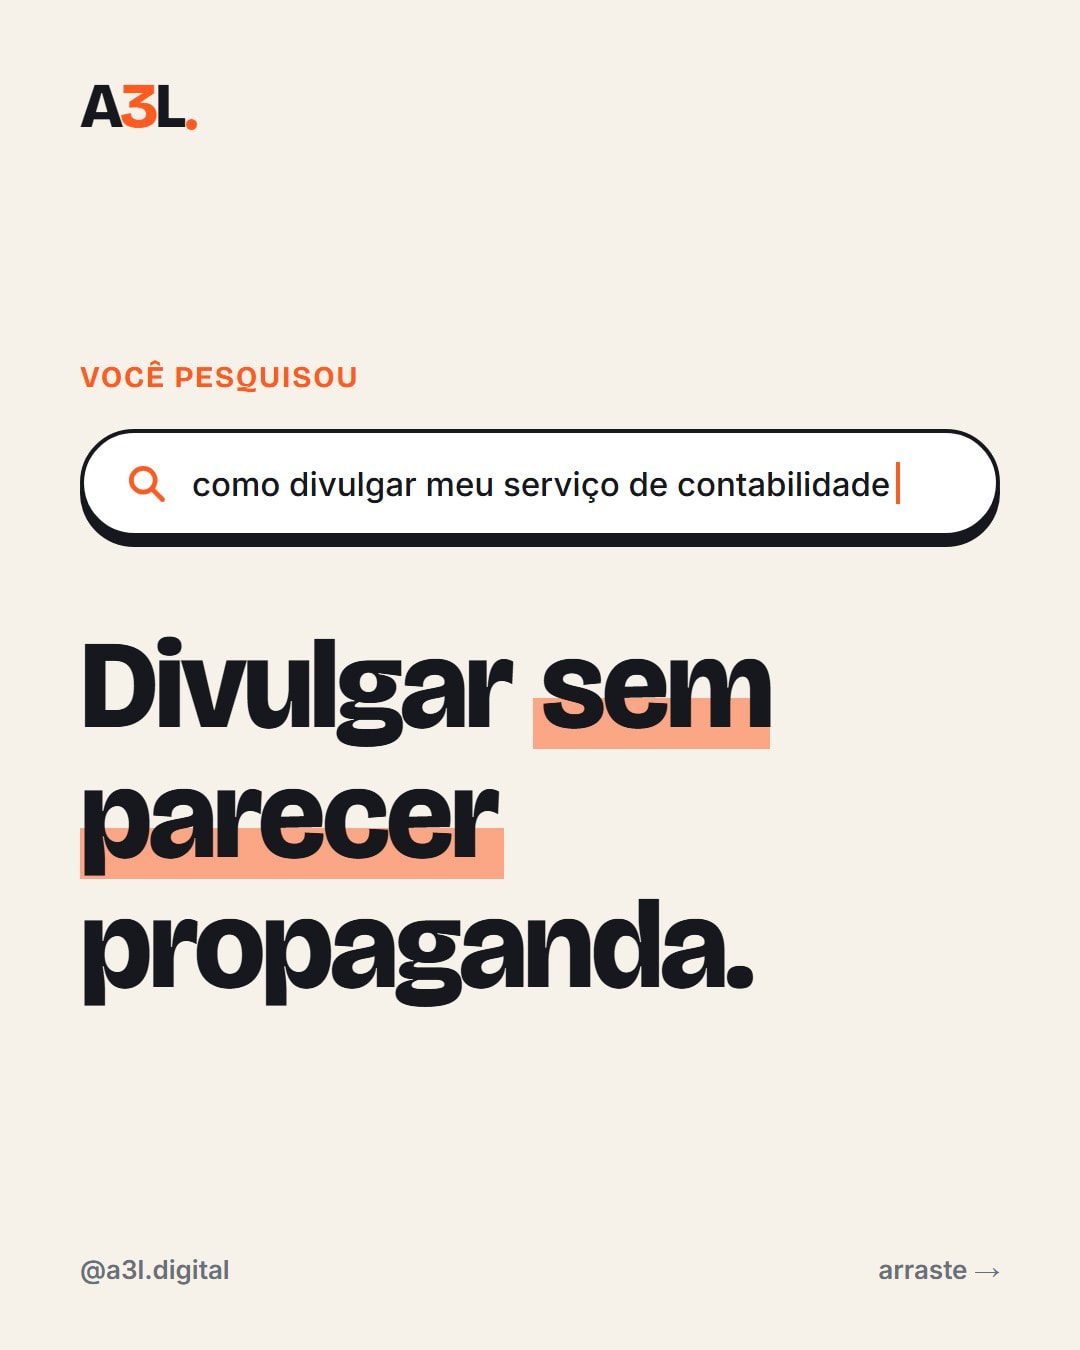 A3L.
VOCÊ PESQUISOU
como divulgar meu serviço de contabilidade
Divulgar sem
parecer
propaganda.
@a3l.digital
arraste →